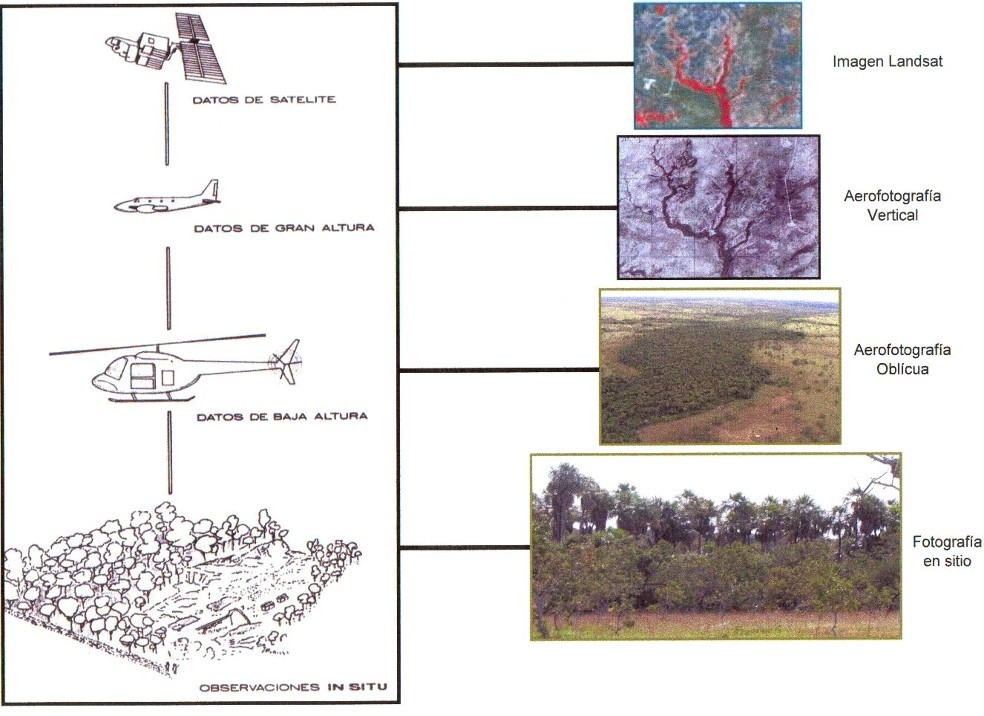 DATOS DE SATELITE
Imagen Landsat
DATOS DE GRAN ALTURA
Aerofotografía
Vertical
DATOS DE BAJA ALTURA
Aerofotografía
Oblícua
Fotografía
en sitio
OBSERVACIONES IN SITU